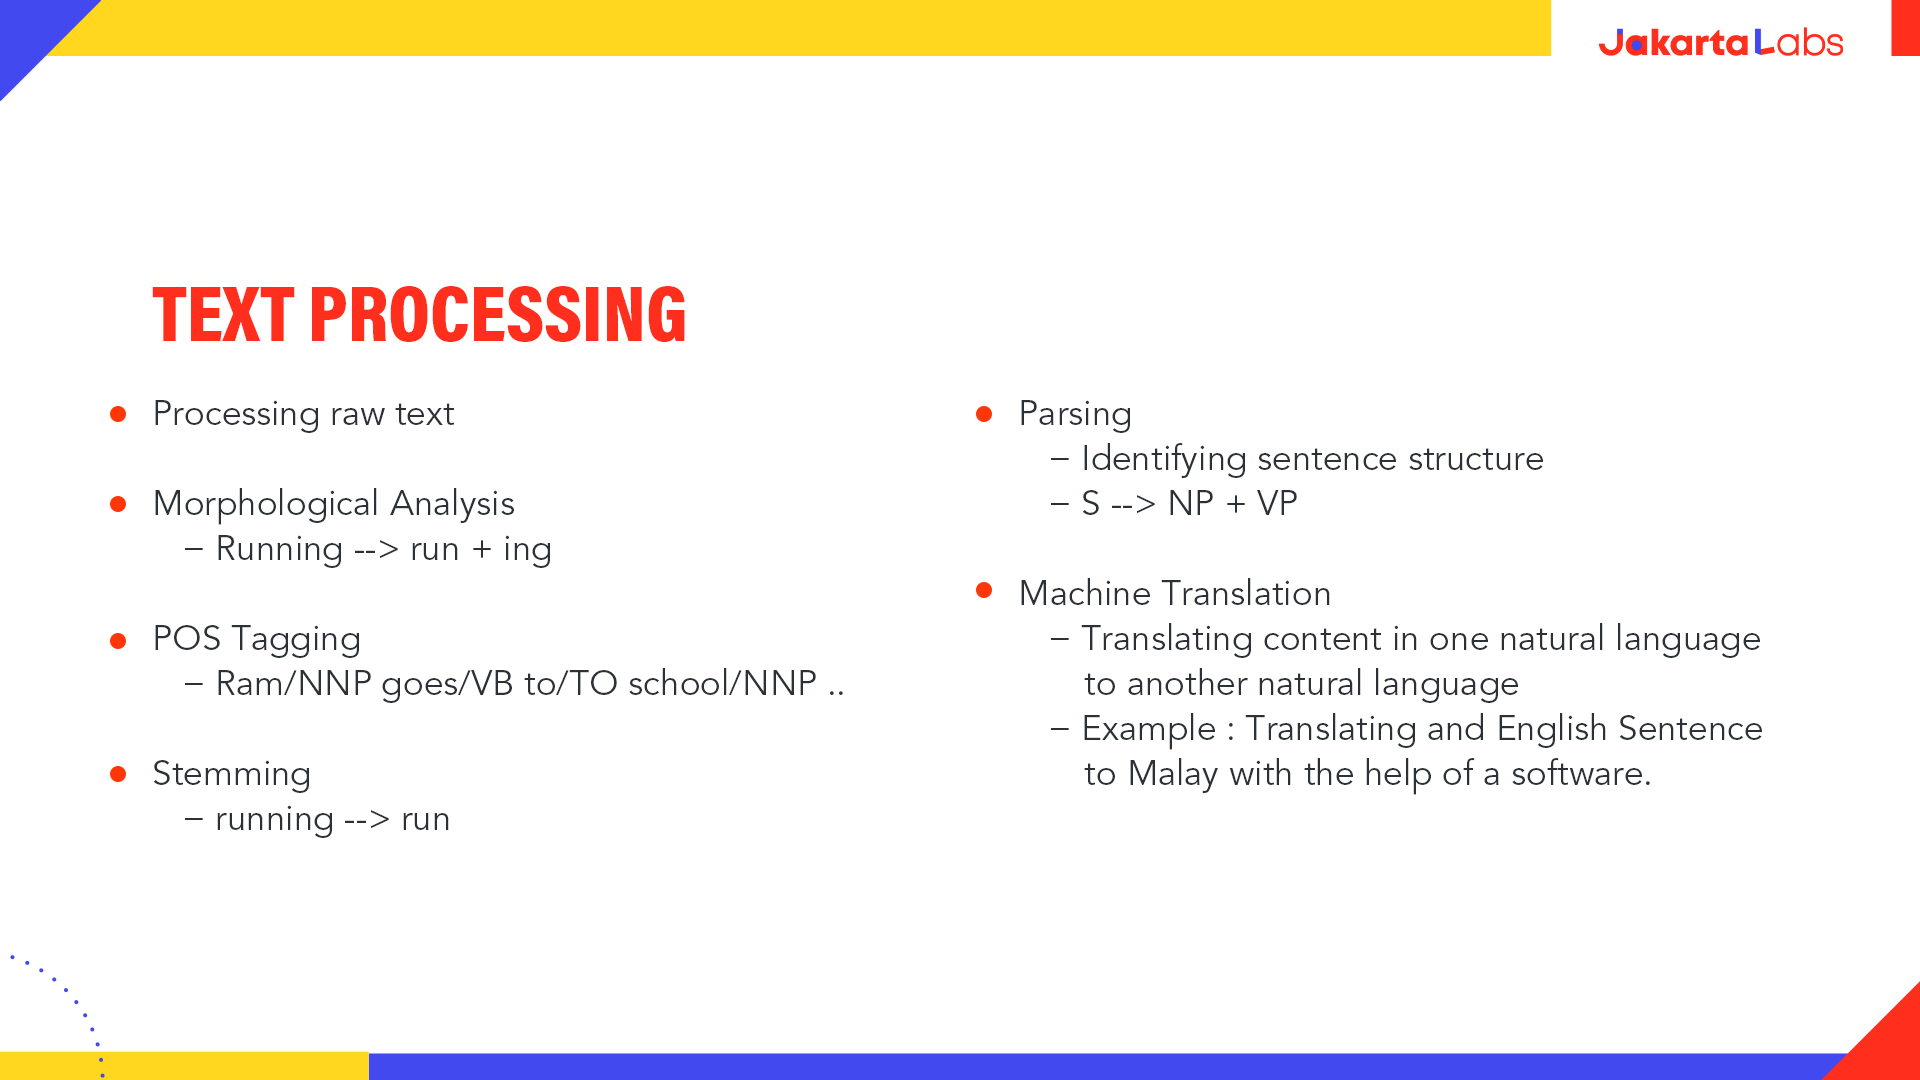 Jakarta Labs
TEXT PROCESSING
● Processing raw text
● Morphological Analysis
– Running --> run + ing
● POS Tagging
– Ram/NNP goes/VB to/TO school/NNP ..
● Stemming
– running --> run
● Parsing
– Identifying sentence structure
– S --> NP + VP
● Machine Translation
– Translating content in one natural language
to another natural language
– Example : Translating and English Sentence
to Malay with the help of a software.